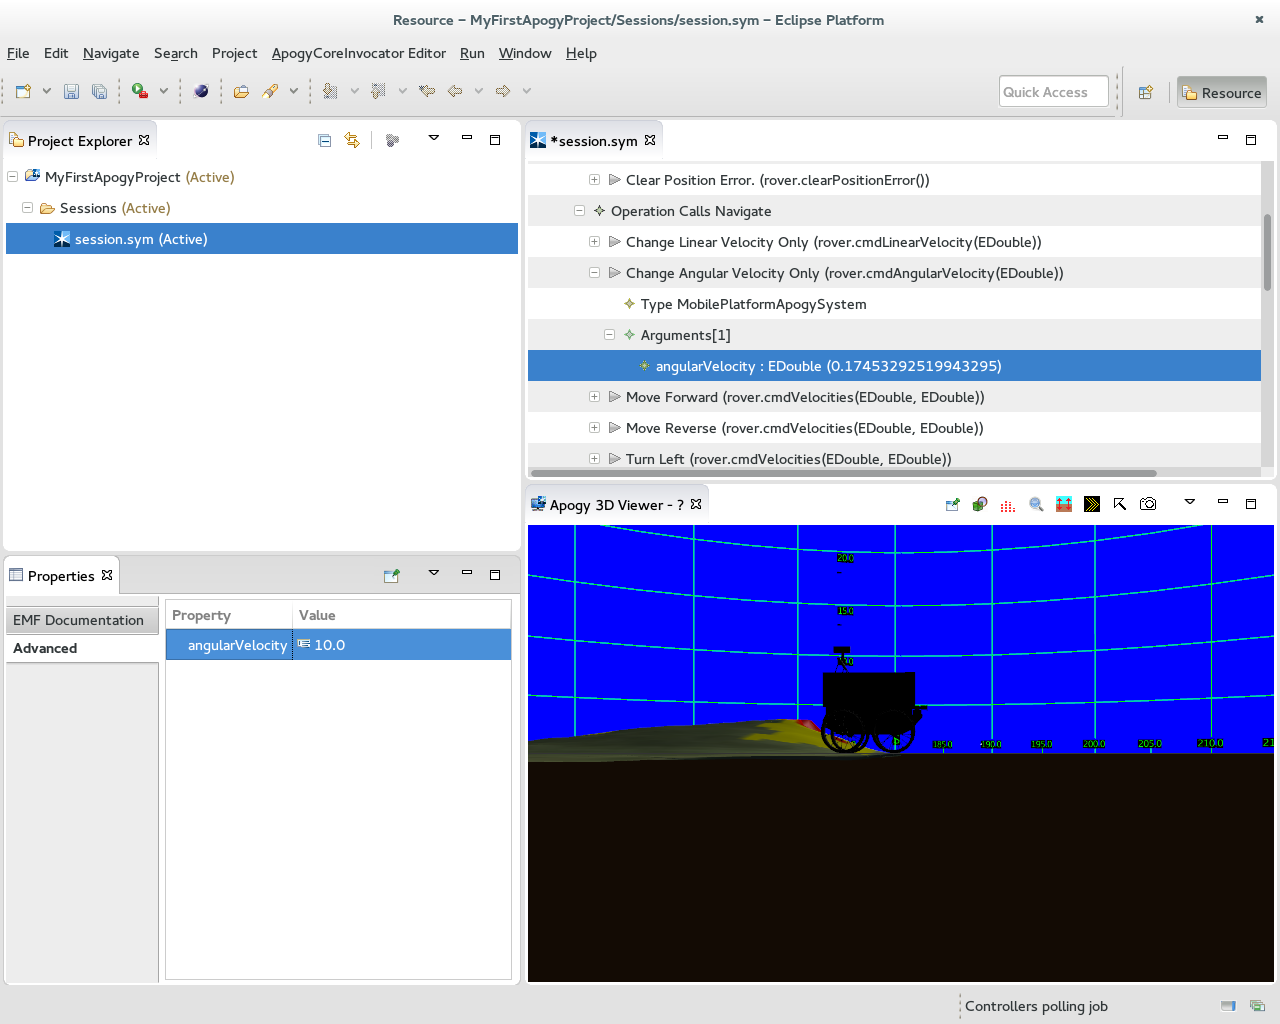 Resource – MyFirstApogyProject/Sessions/session.sym – Eclipse Platform
File Edit Navigate Search Project ApogyCoreInvocator Editor Run Window Help
Quick Access
Resource
Project Explorer
MyFirstApogyProject (Active)
Sessions (Active)
session.sym (Active)
*session.sym
Clear Position Error. (rover.clearPositionError())
Operation Calls Navigate
Change Linear Velocity Only (rover.cmdLinearVelocity(EDouble))
Change Angular Velocity Only (rover.cmdAngularVelocity(EDouble))
Type MobilePlatformApogySystem
Arguments[1]
angularVelocity : EDouble (0.17453292519943295)
Move Forward (rover.cmdVelocities(EDouble, EDouble))
Move Reverse (rover.cmdVelocities(EDouble, EDouble))
Turn Left (rover.cmdVelocities(EDouble, EDouble))
Properties
EMF Documentation
Advanced
Property Value
angularVelocity 10.0
Apogy 3D Viewer - ?
20.0
15.0
185.0 190.0 195.0 200.0 205.0 210.0
Controllers polling job